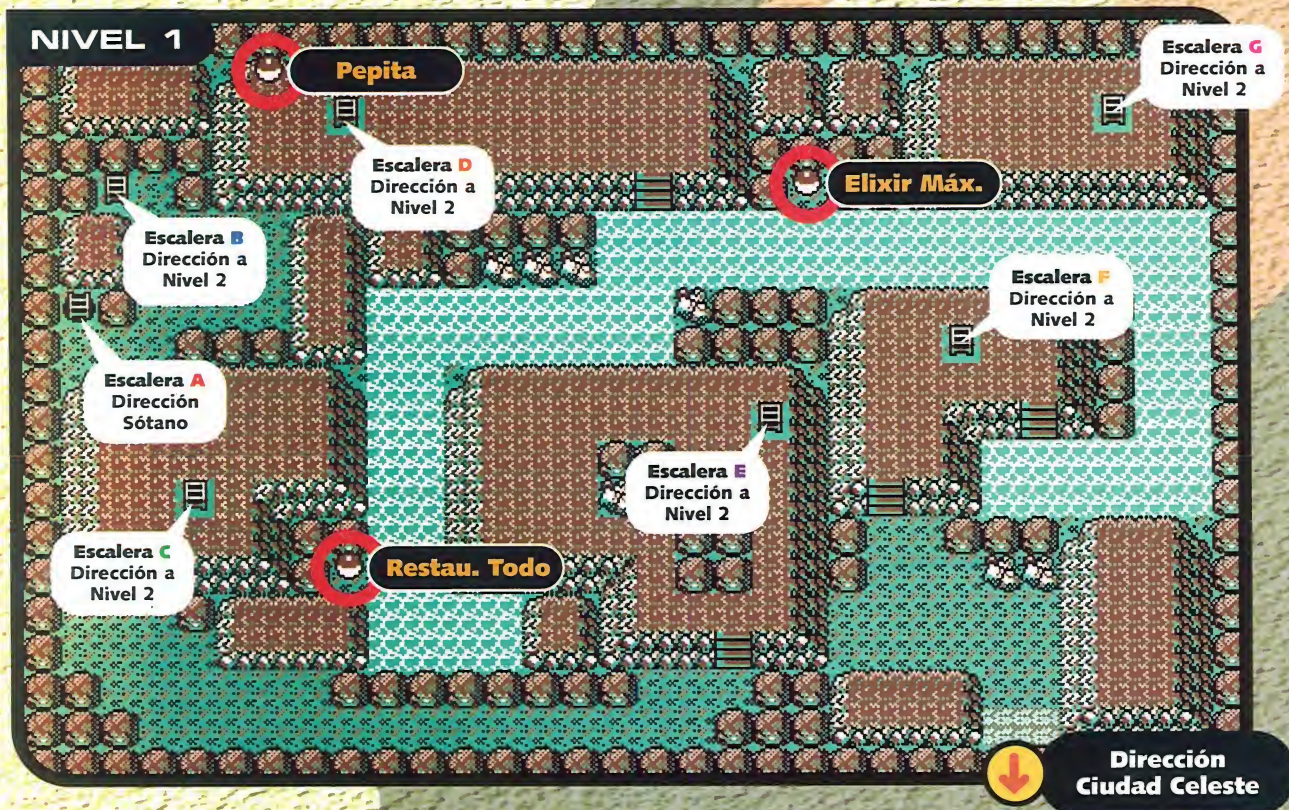 NIVEL 1
Pepita
Escalera G
Dirección a
Nivel 2
Escalera D
Dirección a
Nivel 2
Elixir Máx.
Escalera B
Dirección a
Nivel 2
Escalera F
Dirección a
Nivel 2
Escalera A
Dirección
Sótano
Escalera E
Dirección a
Nivel 2
Escalera C
Dirección a
Nivel 2
Restau. Todo
Dirección
Ciudad Celeste